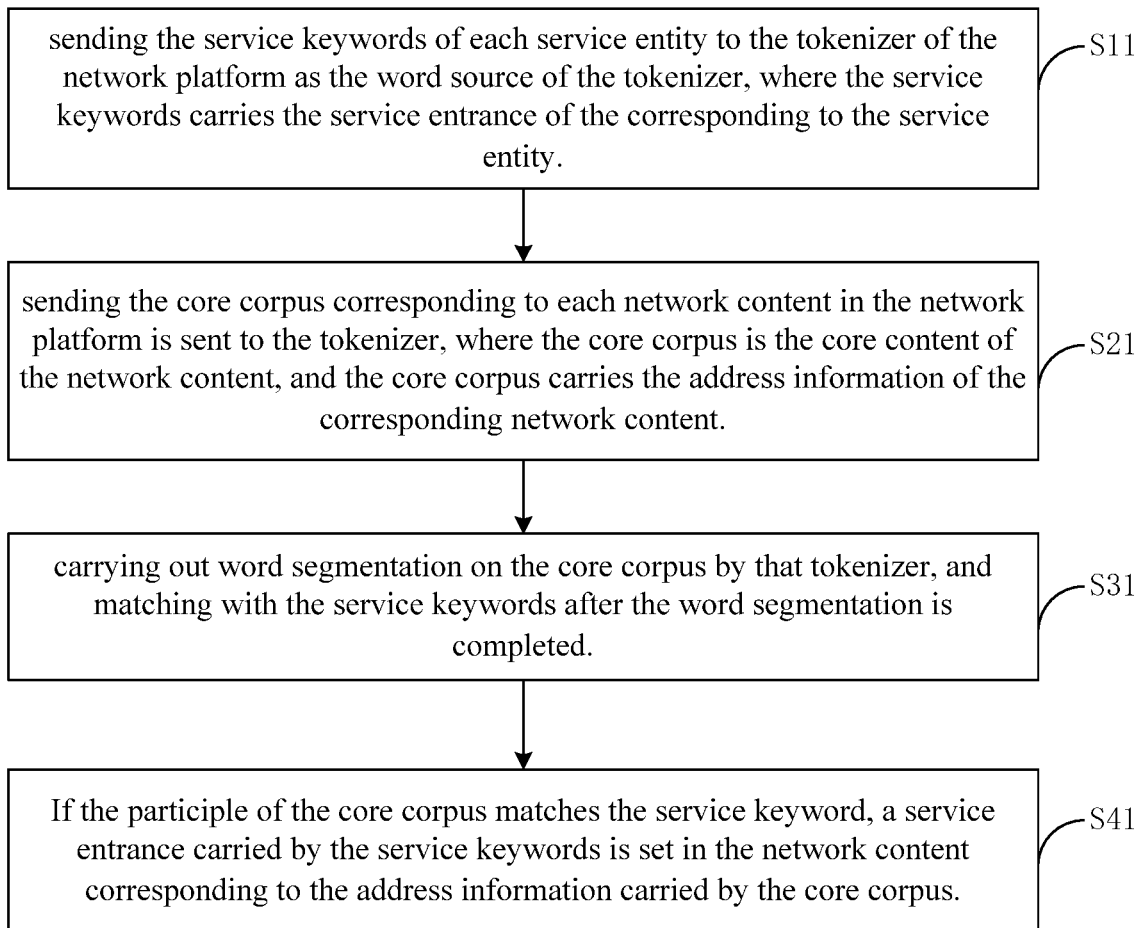 sending the service keywords of each service entity to the tokenizer of the
network platform as the word source of the tokenizer, where the service
keywords carries the service entrance of the corresponding to the service
entity.
S11
sending the core corpus corresponding to each network content in the network
platform is sent to the tokenizer, where the core corpus is the core content of
the network content, and the core corpus carries the address information of the
corresponding network content.
S21
carrying out word segmentation on the core corpus by that tokenizer, and
matching with the service keywords after the word segmentation is
completed.
S31
If the participle of the core corpus matches the service keyword, a service
entrance carried by the service keywords is set in the network content
corresponding to the address information carried by the core corpus.
S41